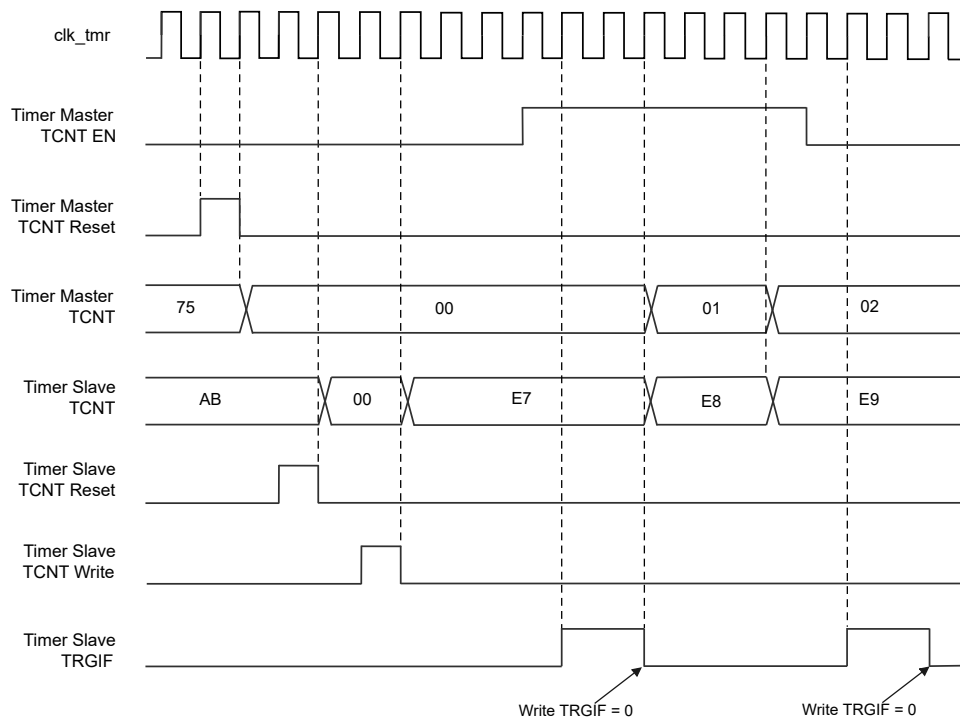 clk_tmr
Timer Master
TCNT EN
Timer Master
TCNT Reset
Timer Master
TCNT
75
00
01
02
Timer Slave
TCNT
AB
00
E7
E8
E9
Timer Slave
TCNT Reset
Timer Slave
TCNT Write
Timer Slave
TRGIF
Write TRGIF = 0
Write TRGIF = 0